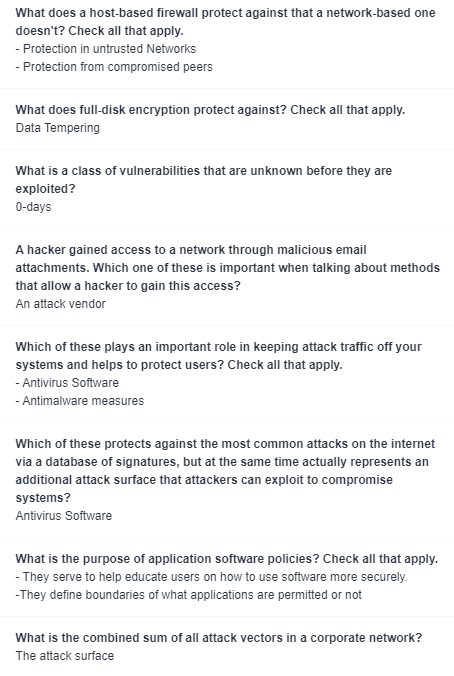 What does a host-based firewall protect against that a network-based one
doesn't? Check all that apply.
- Protection in untrusted Networks
- Protection from compromised peers
What does full-disk encryption protect against? Check all that apply.
Data Tempering
What is a class of vulnerabilities that are unknown before they are
exploited?
0-days
A hacker gained access to a network through malicious email
attachments. Which one of these is important when talking about methods
that allow a hacker to gain this access?
An attack vendor
Which of these plays an important role in keeping attack traffic off your
systems and helps to protect users? Check all that apply.
- Antivirus Software
- Antimalware measures
Which of these protects against the most common attacks on the internet
via a database of signatures, but at the same time actually represents an
additional attack surface that attackers can exploit to compromise
systems?
Antivirus Software
What is the purpose of application software policies? Check all that apply.
- They serve to help educate users on how to use software more securely.
-They define boundaries of what applications are permitted or not
What is the combined sum of all attack vectors in a corporate network?
The attack surface